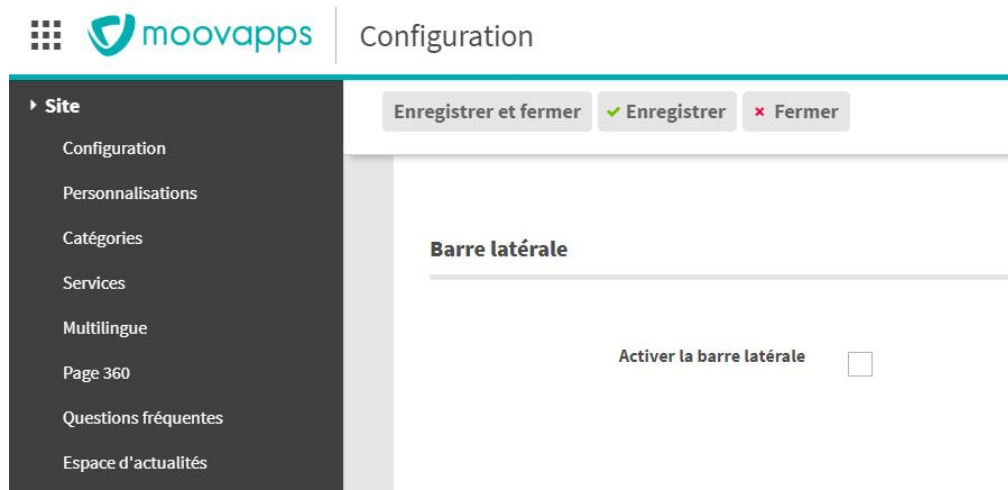 moovapps
Configuration
Site
Configuration
Personnalisations
Catégories
Services
Multilingue
Page 360
Questions fréquentes
Espace d'actualités
Enregistrer et fermer
Enregistrer
Fermer
Barre latérale
Activer la barre latérale